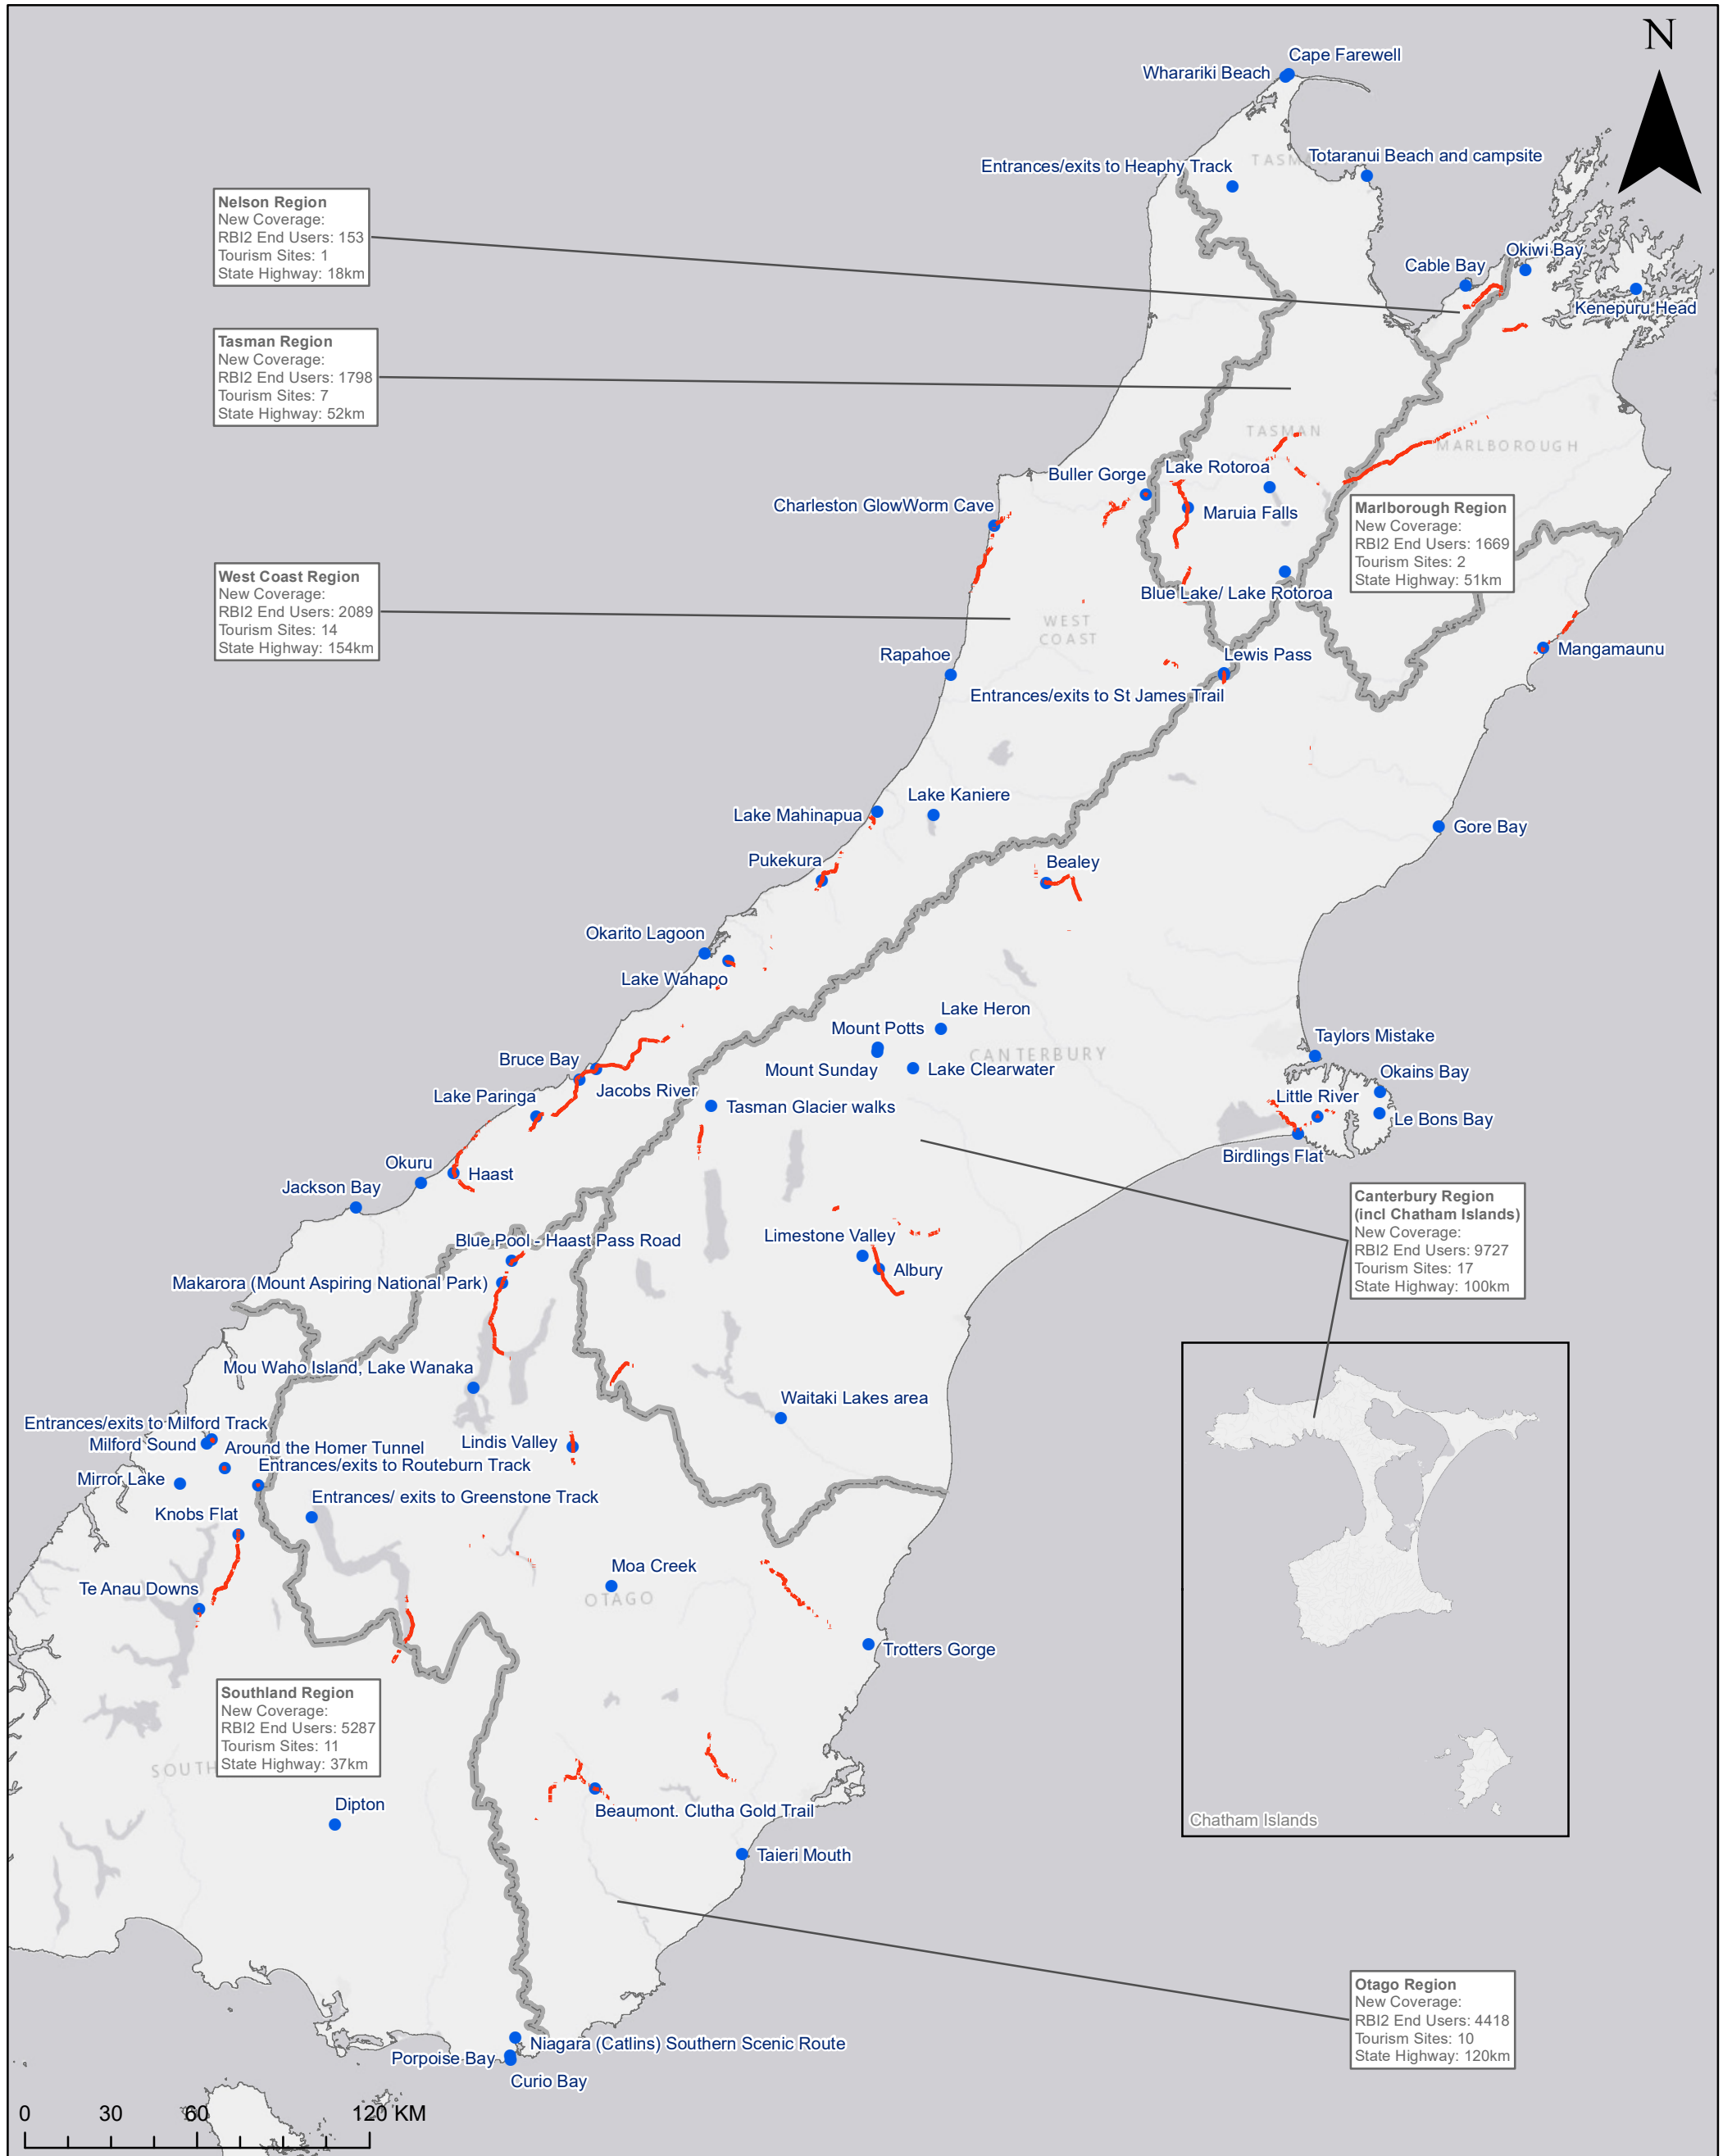 N
Cape Farewell
Wharariki Beach
TASM
Totaranui Beach and campsite
Entrances/exits to Heaphy Track
Nelson Region
New Coverage:
RBI2 End Users: 153
Tourism Sites: 1
State Highway: 18km
Okiwi Bay
Cable Bay
Kenepuru Head
Tasman Region
New Coverage:
RBI2 End Users: 1798
Tourism Sites: 7
State Highway: 52km
TASMAN
MARLBOROUGH
Buller Gorge
Lake Rotoroa
Charleston GlowWorm Cave
Maruia Falls
Marlborough Region
New Coverage:
RBI2 End Users: 1669
Tourism Sites: 2
State Highway: 51km
West Coast Region
New Coverage:
RBI2 End Users: 2089
Tourism Sites: 14
State Highway: 154km
Blue Lake/ Lake Rotoroa
WEST
COAST
Rapahoe
Lewis Pass
Mangamaunu
Entrances/exits to St James Trail
Lake Kaniere
Lake Mahinapua
Gore Bay
Pukekura
Bealey
Okarito Lagoon
Lake Wahapo
Lake Heron
Mount Potts
CANTERBURY
Taylors Mistake
Bruce Bay
Mount Sunday
Lake Clearwater
Okains Bay
Jacobs River
Lake Paringa
Little River
Tasman Glacier walks
Le Bons Bay
Birdlings Flat
Okuru
Haast
Jackson Bay
Canterbury Region
(incl Chatham Islands)
New Coverage:
RBI2 End Users: 9727
Tourism Sites: 17
State Highway: 100km
Blue Pool - Haast Pass Road
Limestone Valley
Albury
Makarora (Mount Aspiring National Park)
Mou Waho Island, Lake Wanaka
Waitaki Lakes area
Entrances/exits to Milford Track
Milford Sound
Around the Homer Tunnel
Lindis Valley
Entrances/exits to Routeburn Track
Mirror Lake
Entrances/ exits to Greenstone Track
Knobs Flat
Moa Creek
Te Anau Downs
OTAGO
Trotters Gorge
Southland Region
New Coverage:
RBI2 End Users: 5287
Tourism Sites: 11
State Highway: 37km
SOUTH
Dipton
Beaumont. Clutha Gold Trail
Chatham Islands
Taieri Mouth
Otago Region
New Coverage:
RBI2 End Users: 4418
Tourism Sites: 10
State Highway: 120km
Niagara (Catlins) Southern Scenic Route
Porpoise Bay
Curio Bay
0 30 60 120 KM